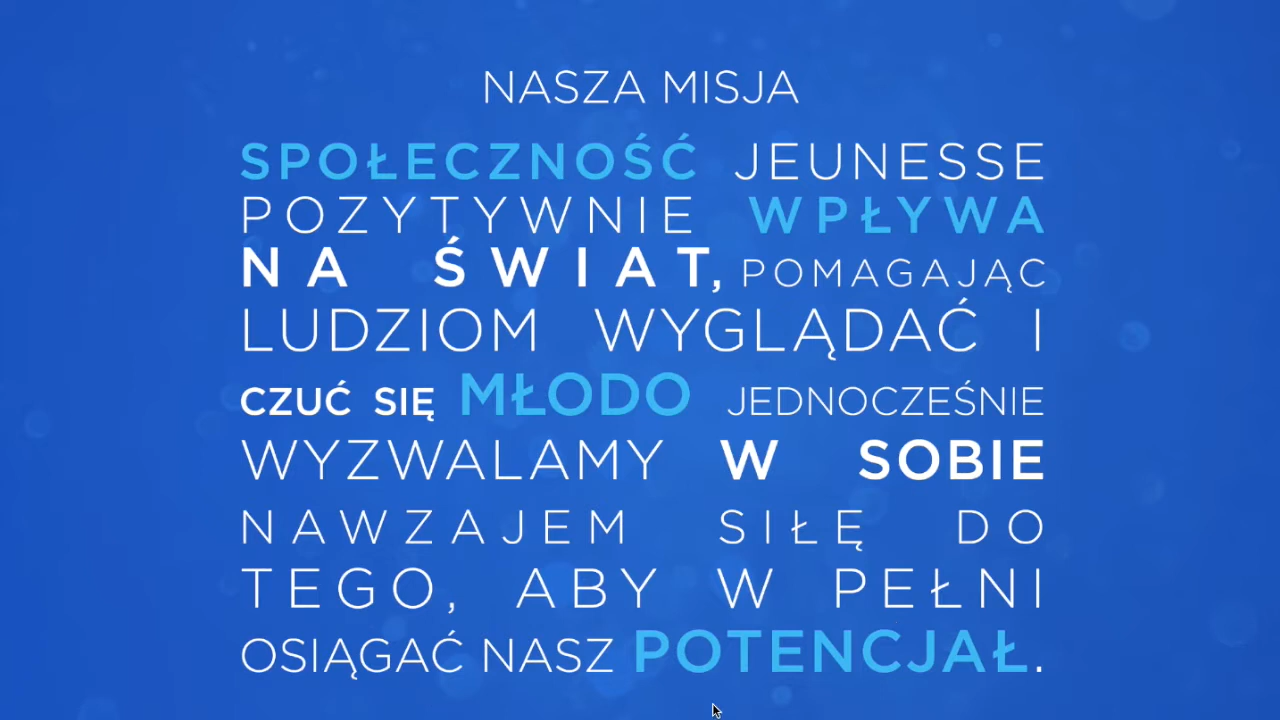 NASZA MISJA
SPOŁECZNOŚĆ JEUNESSE
POZYTYWNIE WPŁYWA
NA ŚWIAT, POMAGAJĄC
LUDZIOM WYGLĄDAĆ I
CZUĆ SIĘ MŁODO JEDNOCZEŚNIE
WYZWALAMY W SOBIE
NAWZAJEM SIŁĘ DO
TEGO, ABY W PEŁNI
OSIĄGAĆ NASZ POTENCJAŁ.